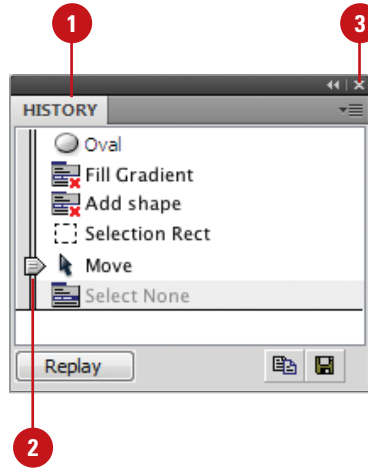 1
3
HISTORY
Oval
Fill Gradient
Add shape
Selection Rect
Move
Select None
Replay
2